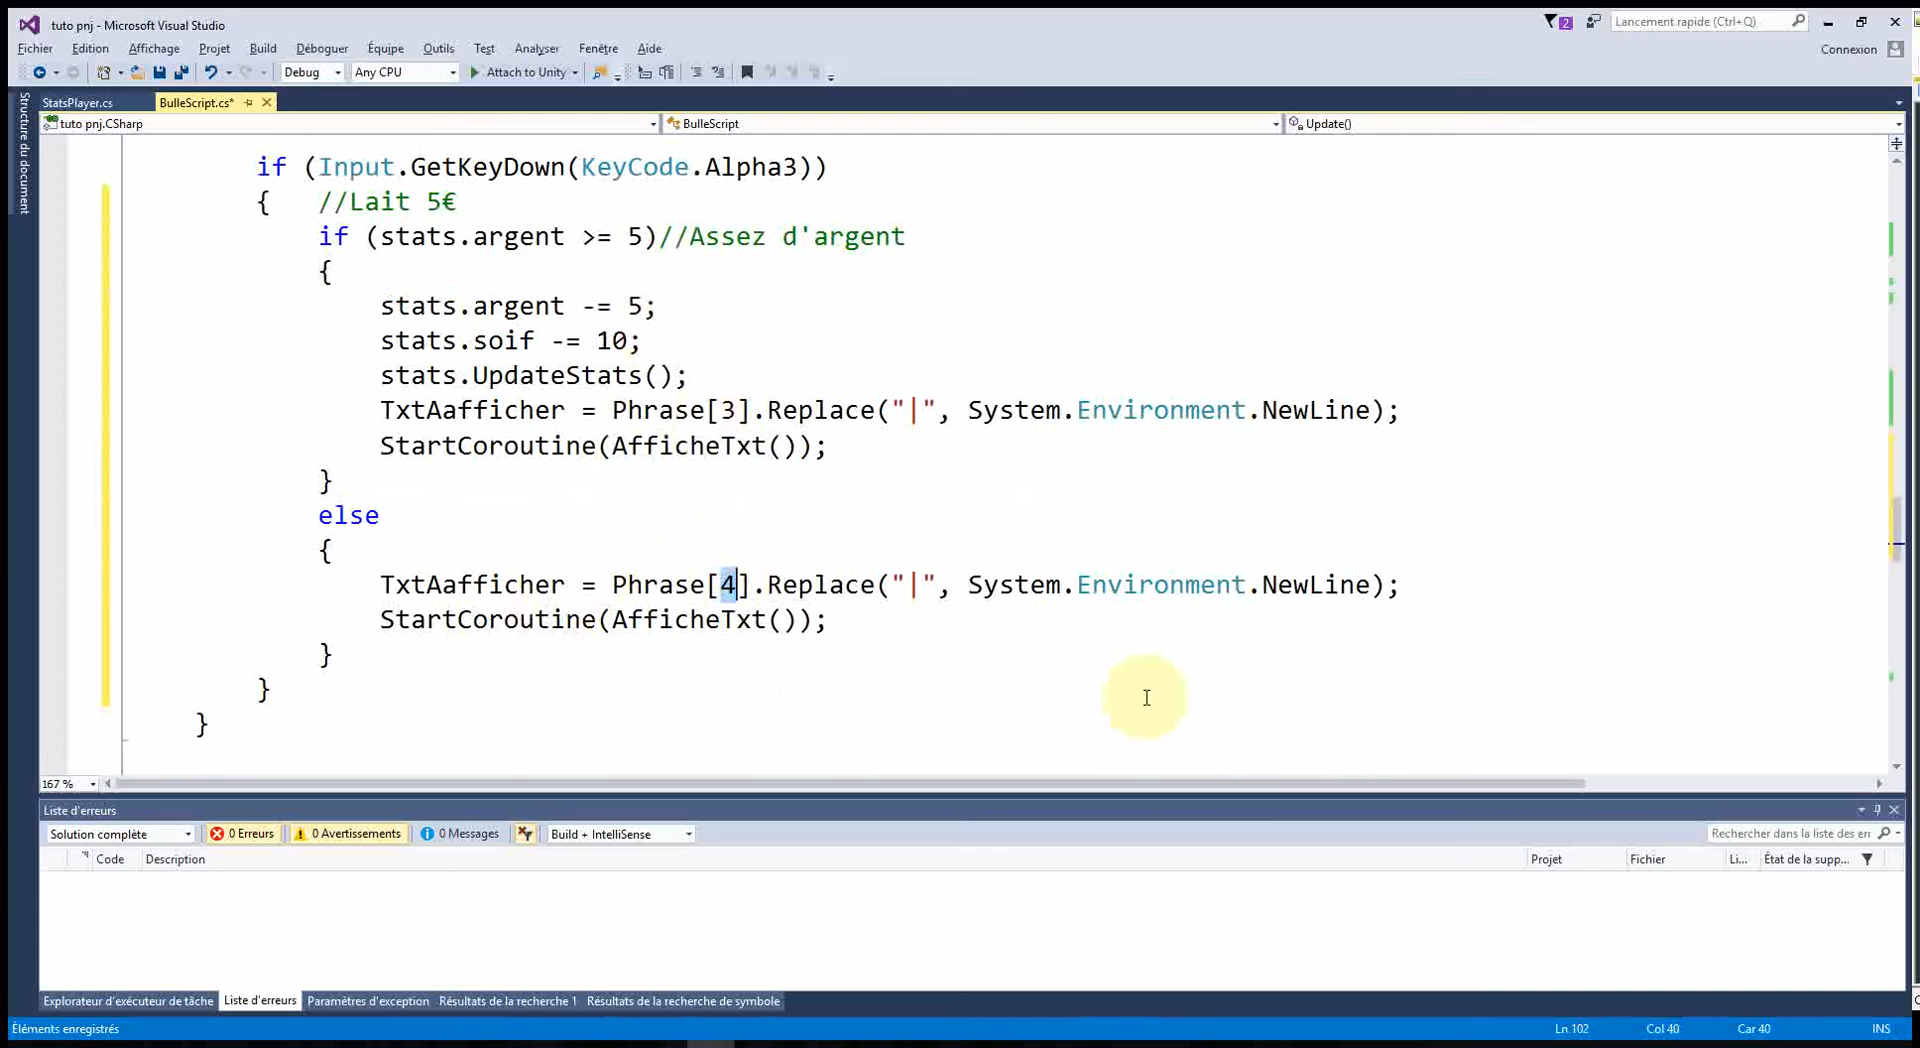 tuto pnj - Microsoft Visual Studio
2
Lancement rapide (Ctrl+Q)
Fichier Edition Affichage Projet Build Déboguer Équipe Outils Test Analyser Fenêtre Aide
Connexion
Debug Any CPU Attach to Unity
Structure du document
StatsPlayer.cs BulleScript.cs*
tuto pnj.CSharp BulleScript Update()
if (Input.GetKeyDown(KeyCode.Alpha3))
{ //Lait 5€
if (stats.argent >= 5)//Assez d'argent
{
stats.argent -= 5;
stats.soif -= 10;
stats.UpdateStats();
TxtAafficher = Phrase[3].Replace("|", System.Environment.NewLine);
StartCoroutine(AfficheTxt());
}
else
{
TxtAafficher = Phrase[4].Replace("|", System.Environment.NewLine);
StartCoroutine(AfficheTxt());
}
}
}
167 %
Liste d'erreurs
Solution complète 0 Erreurs 0 Avertissements 0 Messages Build + IntelliSense Rechercher dans la liste des err
Code Description Projet Fichier Li... État de la supp...
Explorateur d'exécuteur de tâche Liste d'erreurs Paramètres d'exception Résultats de la recherche 1 Résultats de la recherche de symbole
Éléments enregistrés Ln 102 Col 40 Car 40 INS